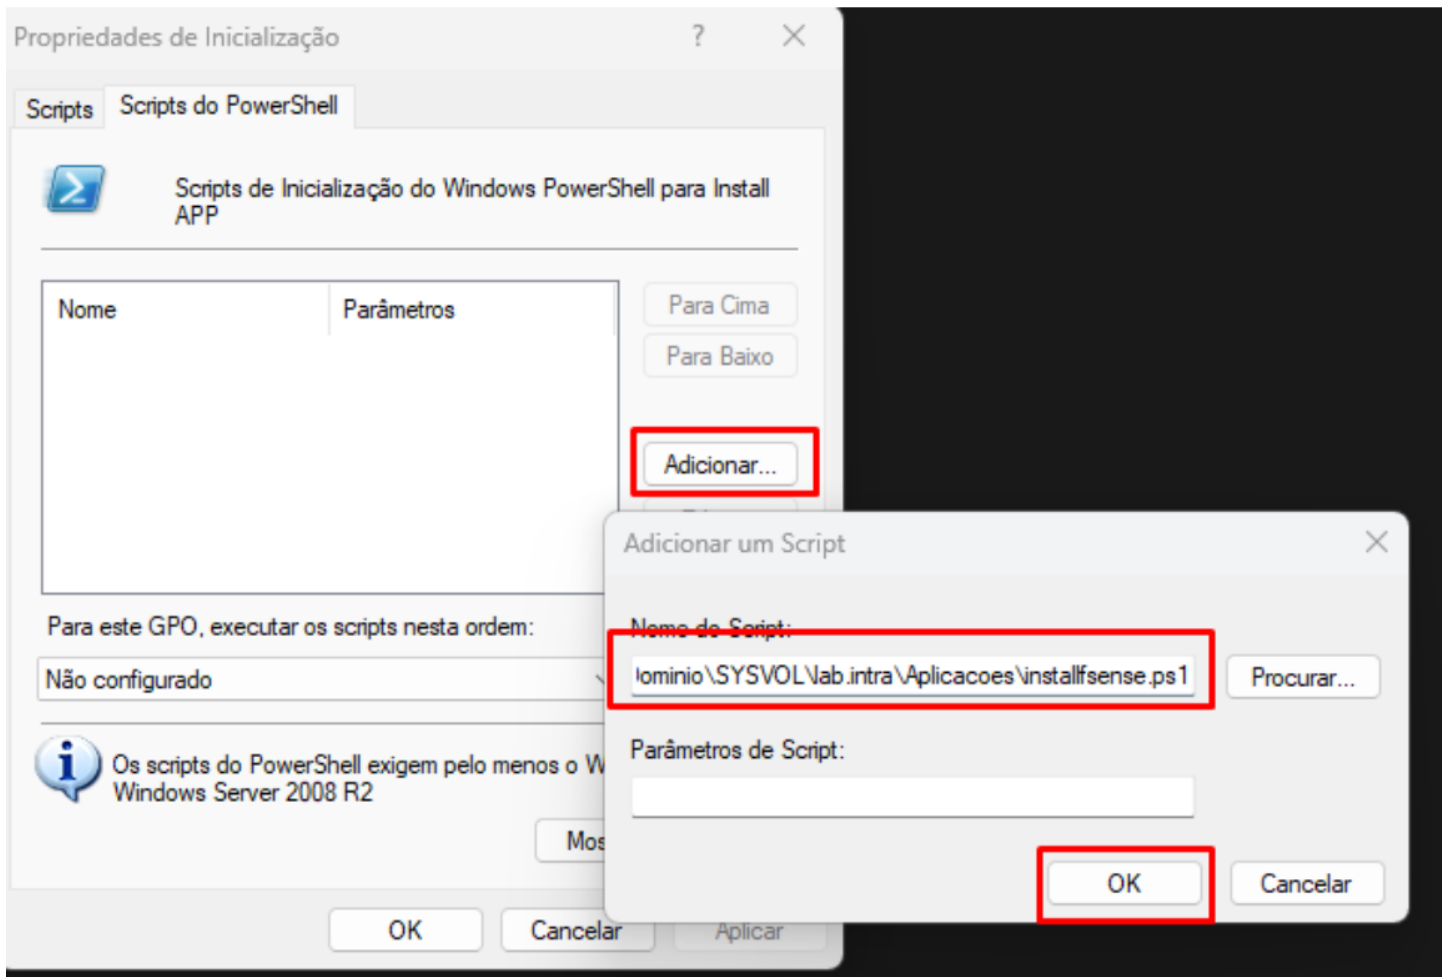 Propriedades de Inicialização
?
Scripts
Scripts do PowerShell
Scripts de Inicialização do Windows PowerShell para Install
APP
Nome
Parâmetros
Para Cima
Para Baixo
Adicionar...
Para este GPO, executar os scripts nesta ordem:
Não configurado
Os scripts do PowerShell exigem pelo menos o W
Windows Server 2008 R2
Mos
OK
Cancelar
Aplicar
Adicionar um Script
Nome do Script:
ominio\SYSVOL\lab.intra\Aplicacoes\installfsense.ps1
Procurar...
Parâmetros de Script:
OK
Cancelar